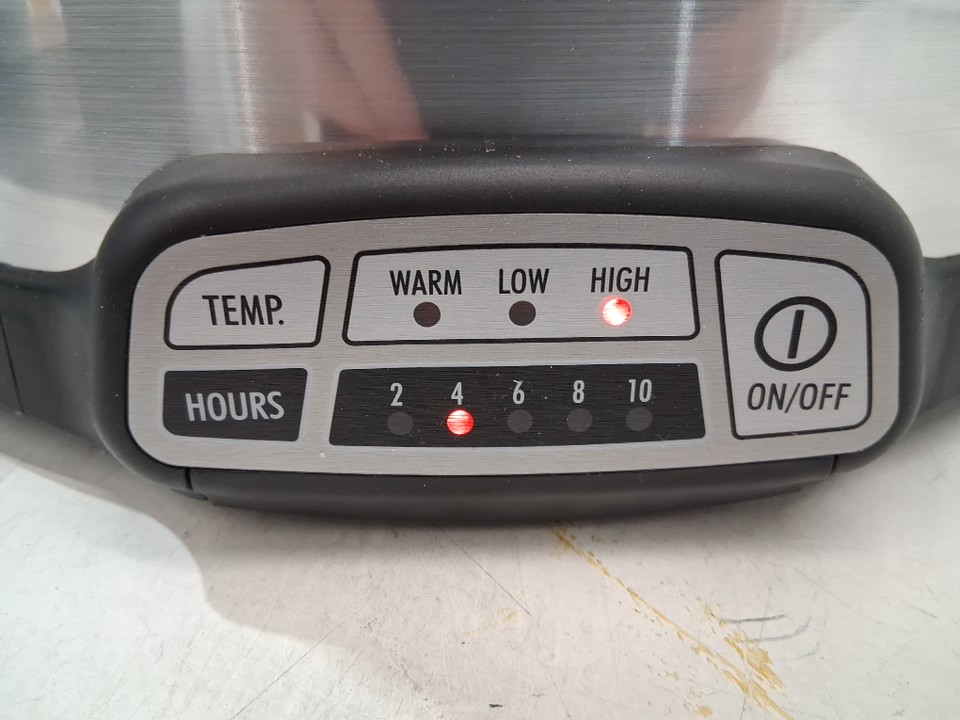 TEMP.
WARM LOW HIGH
HOURS
2 4 6 8 10
ON/OFF